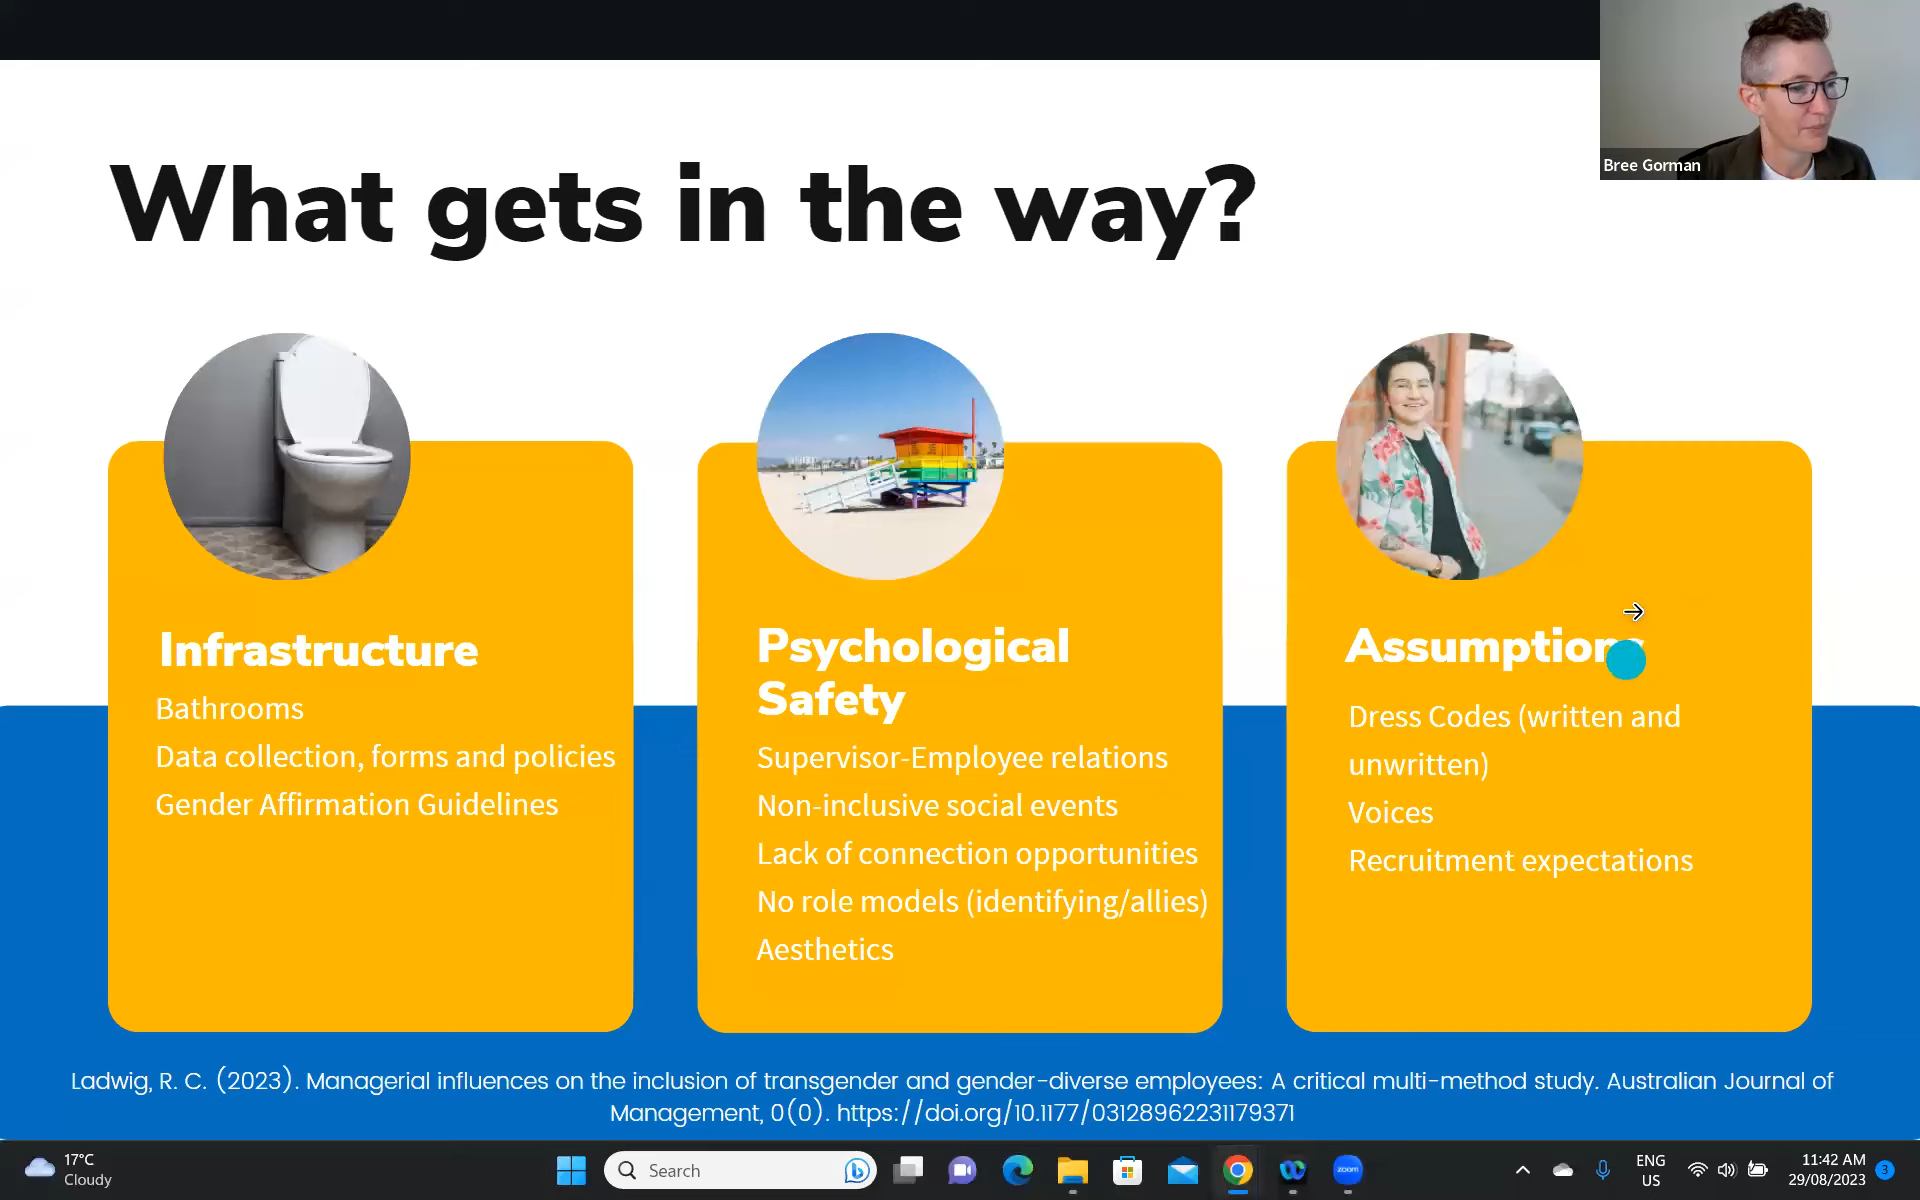 Bree Gorman
What gets in the way?
Infrastructure
Bathrooms
Data collection, forms and policies
Gender Affirmation Guidelines
Psychological
Safety
Supervisor-Employee relations
Non-inclusive social events
Lack of connection opportunities
No role models (identifying/allies)
Aesthetics
Assumptions
Dress Codes (written and
unwritten)
Voices
Recruitment expectations
Ladwig, R. C. (2023). Managerial influences on the inclusion of transgender and gender-diverse employees: A critical multi-method study. Australian Journal of
Management, 0(0). https://doi.org/10.1177/03128962231179371
17°C
Cloudy
Search
zoom
ENG
US
11:42 AM
29/08/2023
3